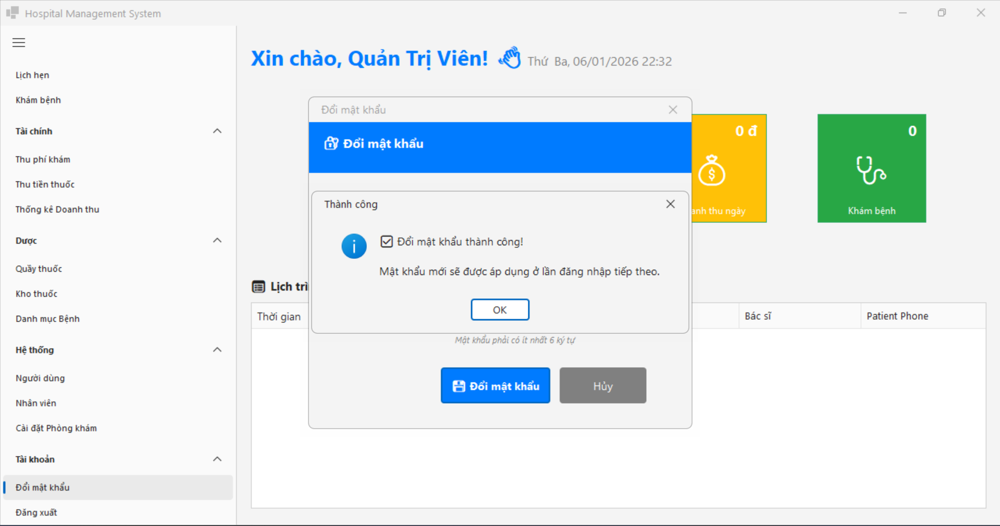 Hospital Management System
Lịch hẹn
Khám bệnh
Tài chính
Thu phí khám
Thu tiền thuốc
Thống kê Doanh thu
Dược
Quầy thuốc
Kho thuốc
Danh mục Bệnh
Hệ thống
Người dùng
Nhân viên
Cài đặt Phòng khám
Tài khoản
Đổi mật khẩu
Đăng xuất
Xin chào, Quản Trị Viên! Thứ Ba, 06/01/2026 22:32
0 đ
anh thu ngày
0
Khám bệnh
Lịch trì
Thời gian
Bác sĩ
Patient Phone
Đổi mật khẩu
Đổi mật khẩu
Thành công
Đổi mật khẩu thành công!
Mật khẩu mới sẽ được áp dụng ở lần đăng nhập tiếp theo.
OK
Mật khẩu phải có ít nhất 6 ký tự
Đổi mật khẩu
Hủy